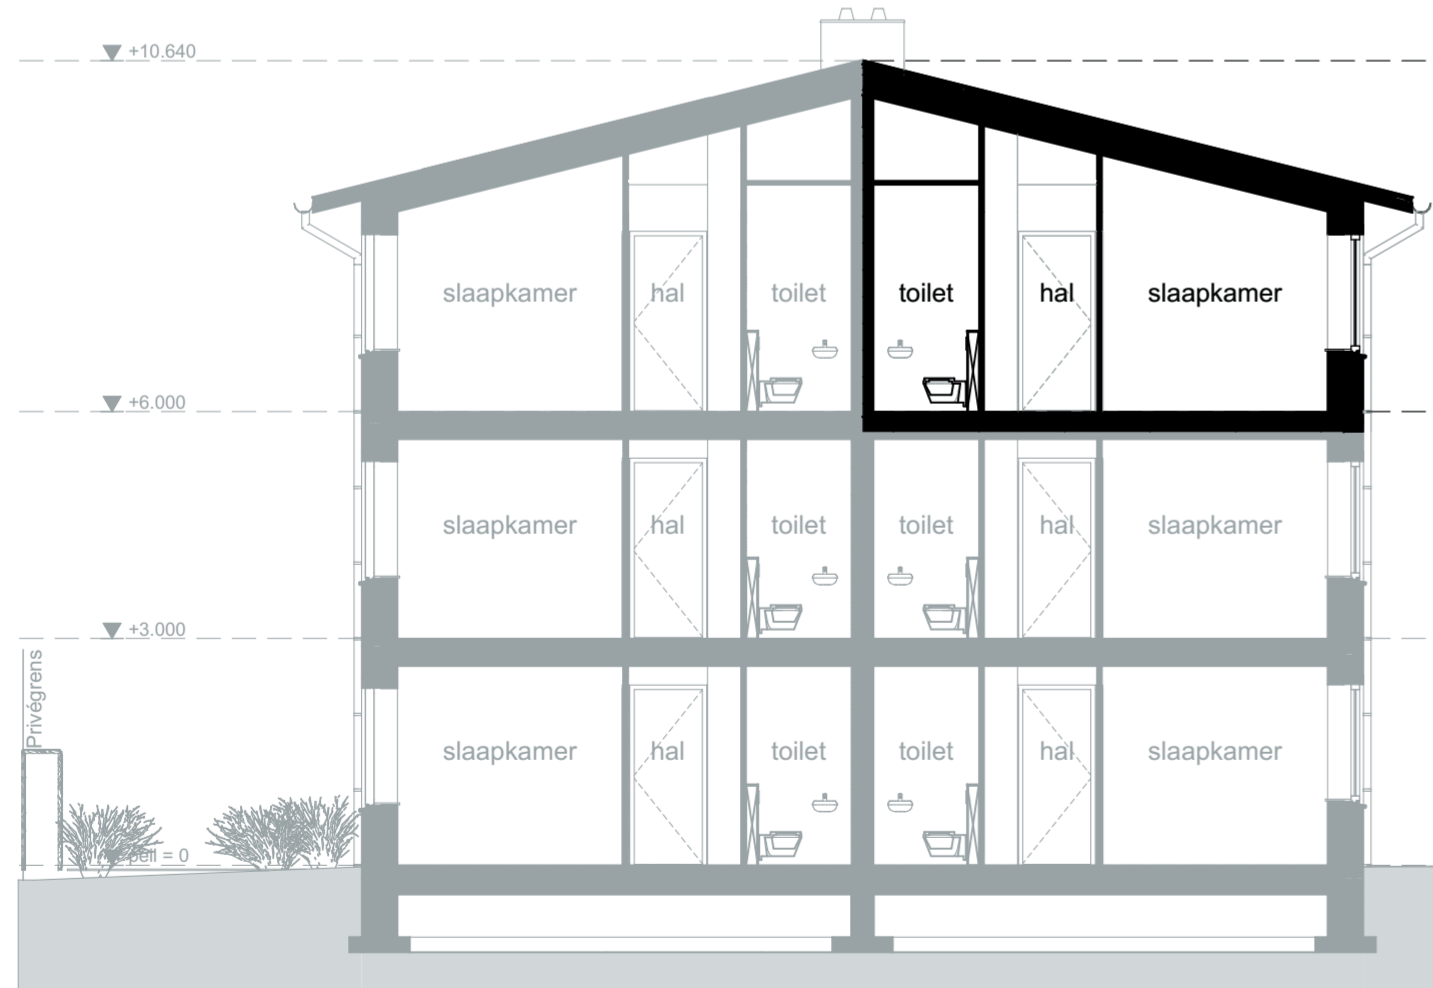 +10.640
slaapkamer hal toilet toilet hal slaapkamer
+6.000
slaapkamer hal toilet toilet hal slaapkamer
+3.000
Privégrens
slaapkamer hal toilet toilet hal slaapkamer
peil = 0